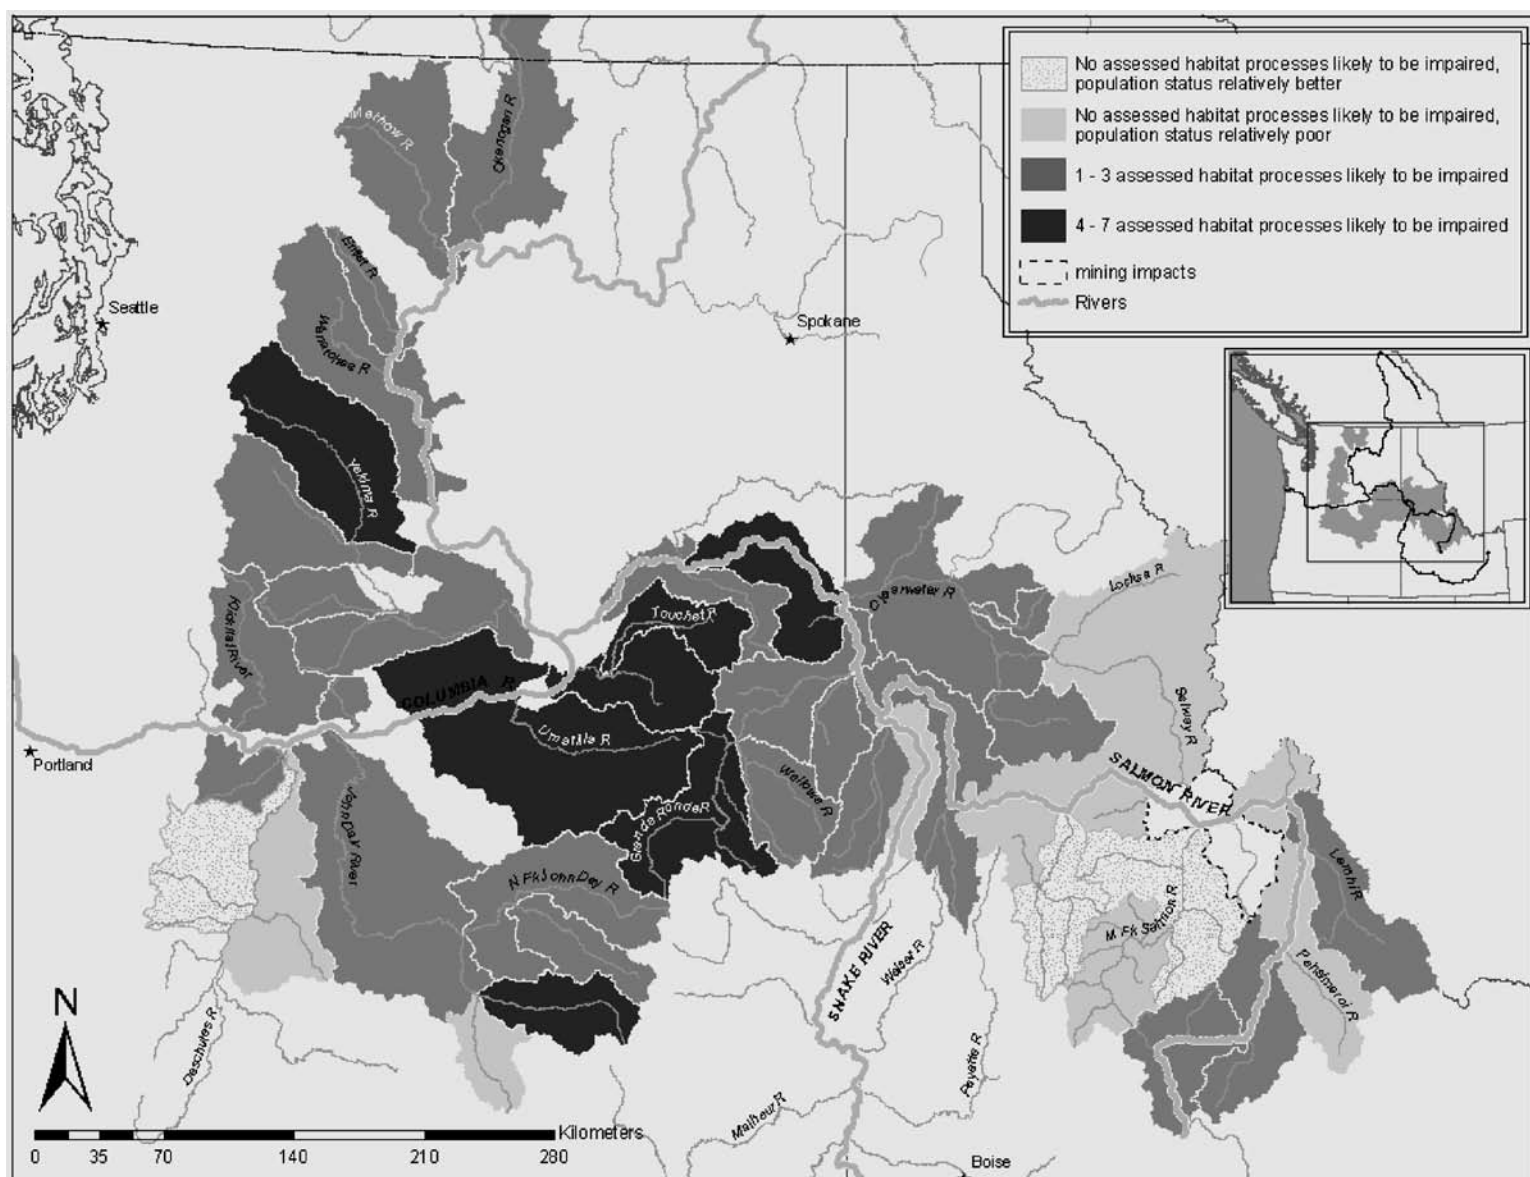 No assessed habitat processes likely to be impaired,
population status relatively better
No assessed habitat processes likely to be impaired,
population status relatively poor
1 - 3 assessed habitat processes likely to be impaired
4 - 7 assessed habitat processes likely to be impaired
mining impacts
Rivers
Methow R
Okanogan R
Entiat R
Seattle
Wenatchee R
Spokane
Yakima R
Klickitat River
Touchet R
Clearwater R
Lochsa R
COLUMBIA R
Selway R
Umatilla R
Portland
SALMON RIVER
Wallowa R
John Day River
Grande Ronde R
N Fk John Day R
Lemhi R
M Fk Salmon R
SNAKE RIVER
Weiser R
Pahsimeroi R
N
Deschutes R
Payette R
Malheur R
Kilometers
0 35 70 140 210 280
Boise